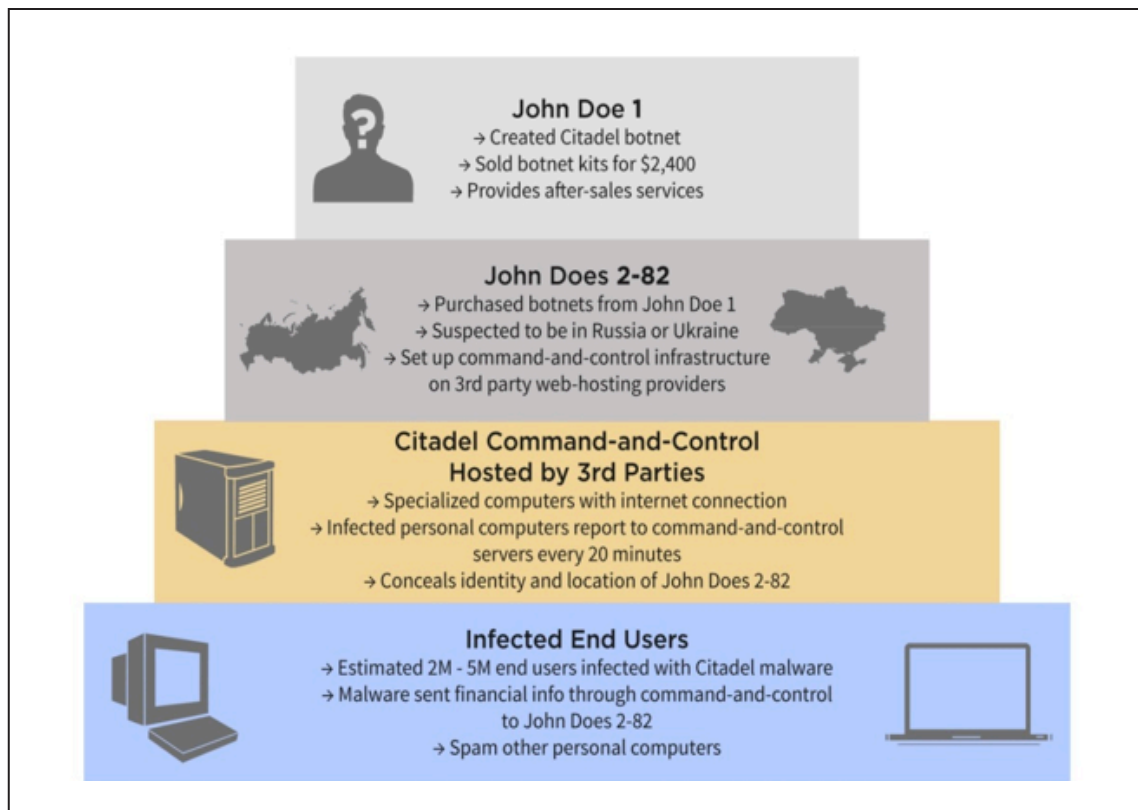 ?
John Doe 1
→ Created Citadel botnet
→ Sold botnet kits for $2,400
→ Provides after-sales services
John Does 2-82
→ Purchased botnets from John Doe 1
→ Suspected to be in Russia or Ukraine
→ Set up command-and-control infrastructure
on 3rd party web-hosting providers
Citadel Command-and-Control
Hosted by 3rd Parties
→ Specialized computers with internet connection
→ Infected personal computers report to command-and-control
servers every 20 minutes
→ Conceals identity and location of John Does 2-82
Infected End Users
→ Estimated 2M - 5M end users infected with Citadel malware
→ Malware sent financial info through command-and-control
to John Does 2-82
→ Spam other personal computers